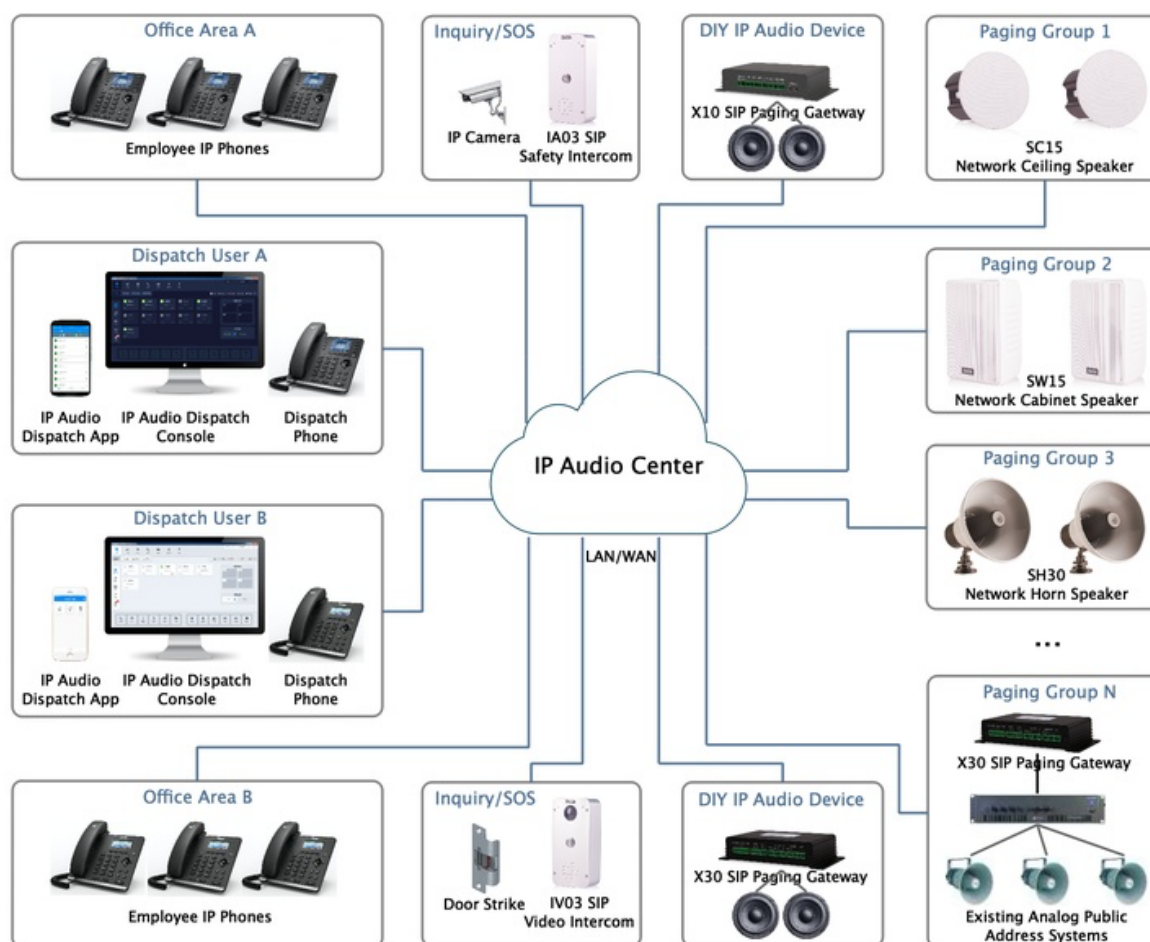 Office Area A
Employee IP Phones
Inquiry/SOS
IP Camera
IA03 SIP
Safety Intercom
DIY IP Audio Device
X10 SIP Paging Gaetway
Paging Group 1
SC15
Network Ceiling Speaker
Dispatch User A
IP Audio
Dispatch App
IP Audio Dispatch
Console
Dispatch
Phone
Paging Group 2
SW15
Network Cabinet Speaker
IP Audio Center
LAN/WAN
Paging Group 3
SH30
Network Horn Speaker
...
Dispatch User B
IP Audio
Dispatch App
IP Audio Dispatch
Console
Dispatch
Phone
Paging Group N
X30 SIP Paging Gateway
Existing Analog Public
Address Systems
Office Area B
Employee IP Phones
Inquiry/SOS
Door Strike
IV03 SIP
Video Intercom
DIY IP Audio Device
X30 SIP Paging Gateway